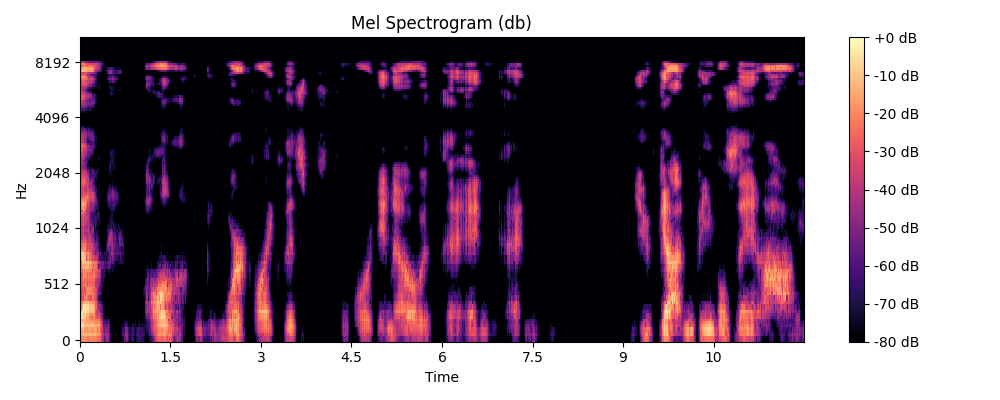 Mel Spectrogram (db)
+0 dB
8192
-10 dB
4096
-20 dB
-30 dB
2048
Hz
-40 dB
1024
-50 dB
-60 dB
512
-70 dB
0
-80 dB
0 1.5 3 4.5 6 7.5 9 10
Time